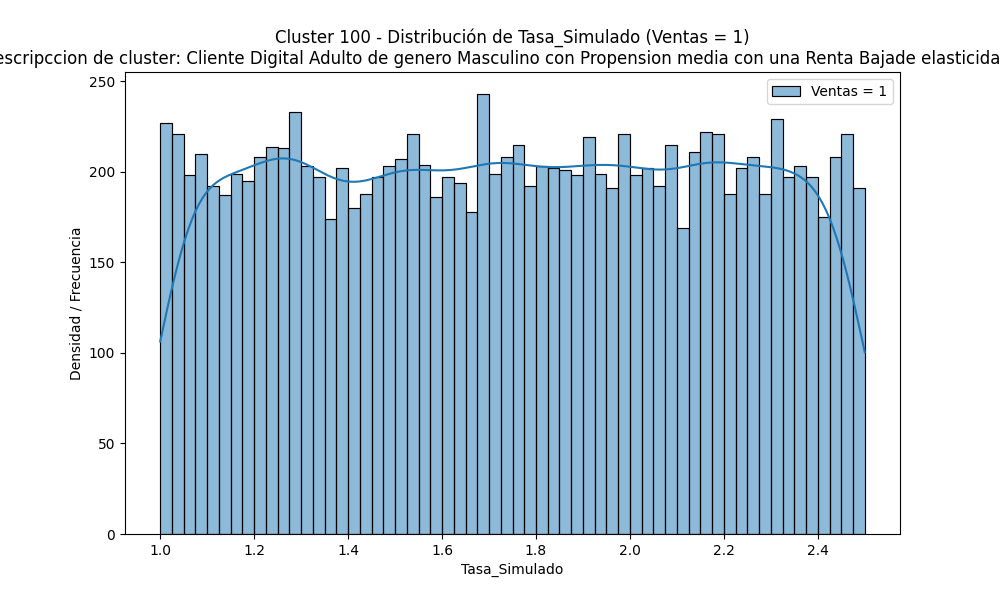 Cluster 100 - Distribución de Tasa_Simulado (Ventas = 1)
escripccion de cluster: Cliente Digital Adulto de genero Masculino con Propension media con una Renta Bajade elasticida
Ventas = 1
Densidad / Frecuencia
250
200
150
100
50
0
1.0 1.2 1.4 1.6 1.8 2.0 2.2 2.4
Tasa_Simulado